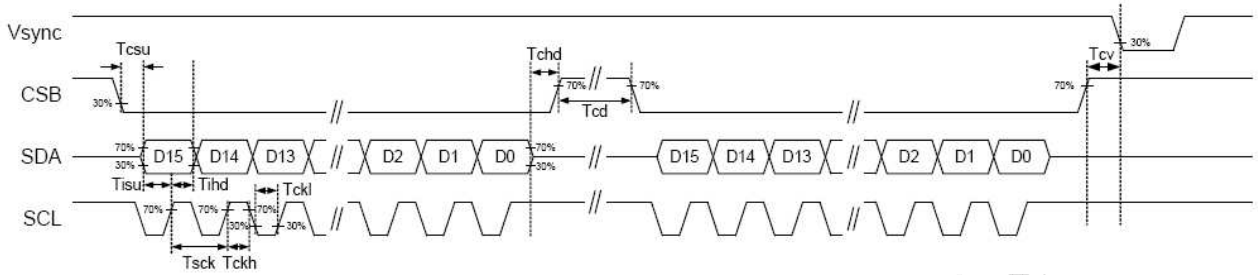 Vsync
30%
Tcsu
Tchd
Tcv
CSB
30%
70%
70%
70%
Tcd
SDA
70%
30%
D15
D14
D13
D2
D1
D0
70%
30%
D15
D14
D13
D2
D1
D0
Tisu
Tihd
Tckl
SCL
70%
70%
70%
30%
30%
Tsck
Tckh